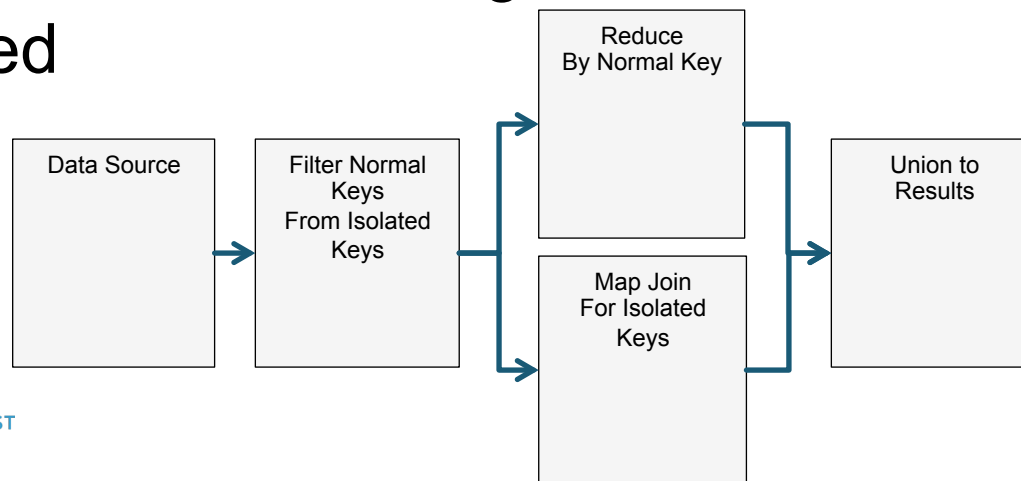 ed
Reduce
By Normal Key
Data Source
Filter Normal
Keys
From Isolated
Keys
Union to
Results
Map Join
For Isolated
Keys
ST